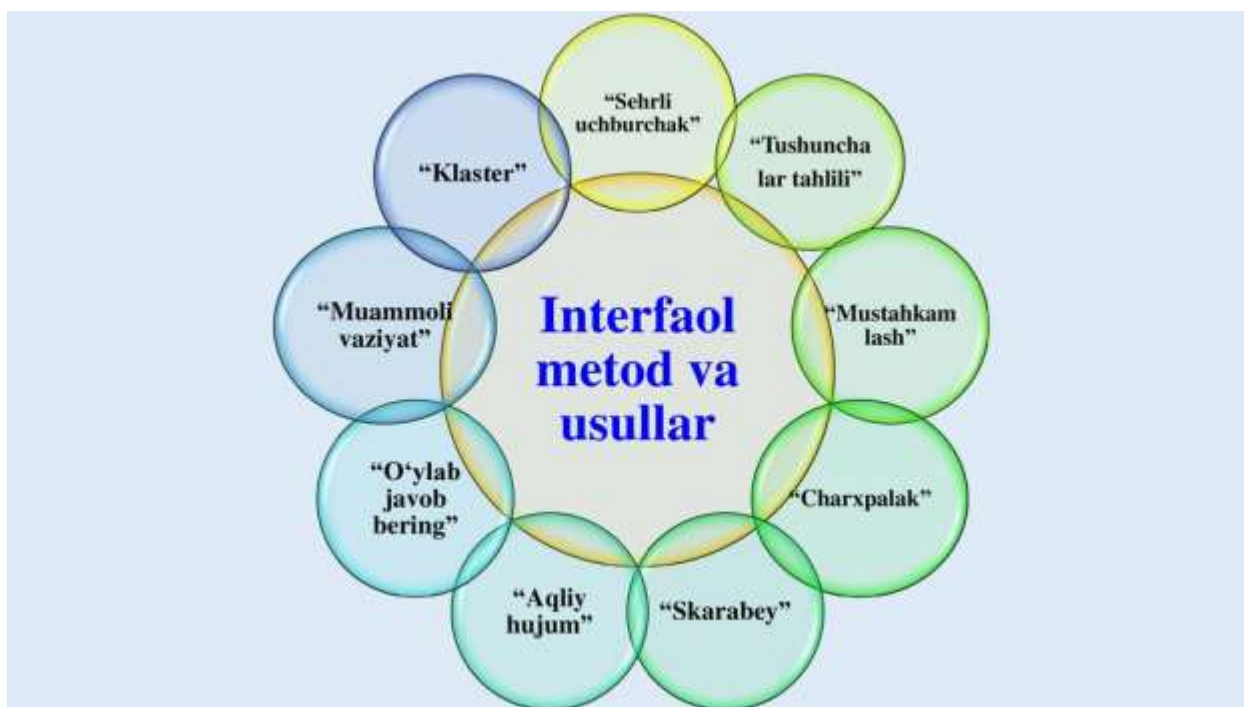 “Sehrli
uchburchak”
“Tushuncha
lar tahlili”
“Mustahkam
lash”
“Charxpalak”
“Skarabey”
“Aqliy
hujum”
“O‘ylab
javob
bering”
“Muammoli
vaziyat”
“Klaster”
Interfaol
metod va
usullar